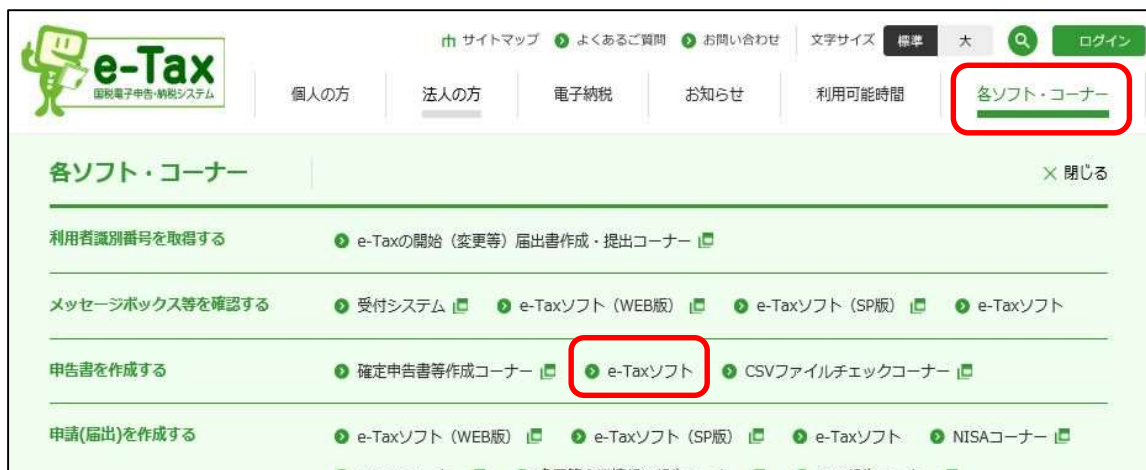 サイトマップ よくあるご質問 お問い合わせ 文字サイズ 標準 大 ログイン
e-Tax
国税電子申告・納税システム
個人の方 法人の方 電子納税 お知らせ 利用可能時間 各ソフト・コーナー
各ソフト・コーナー × 閉じる
利用者識別番号を取得する e-Taxの開始（変更等）届出書作成・提出コーナー
メッセージボックス等を確認する 受付システム e-Taxソフト（WEB版） e-Taxソフト（SP版） e-Taxソフト
申告書を作成する 確定申告書等作成コーナー e-Taxソフト CSVファイルチェックコーナー
申請(届出)を作成する e-Taxソフト（WEB版） e-Taxソフト（SP版） e-Taxソフト NISAコーナー